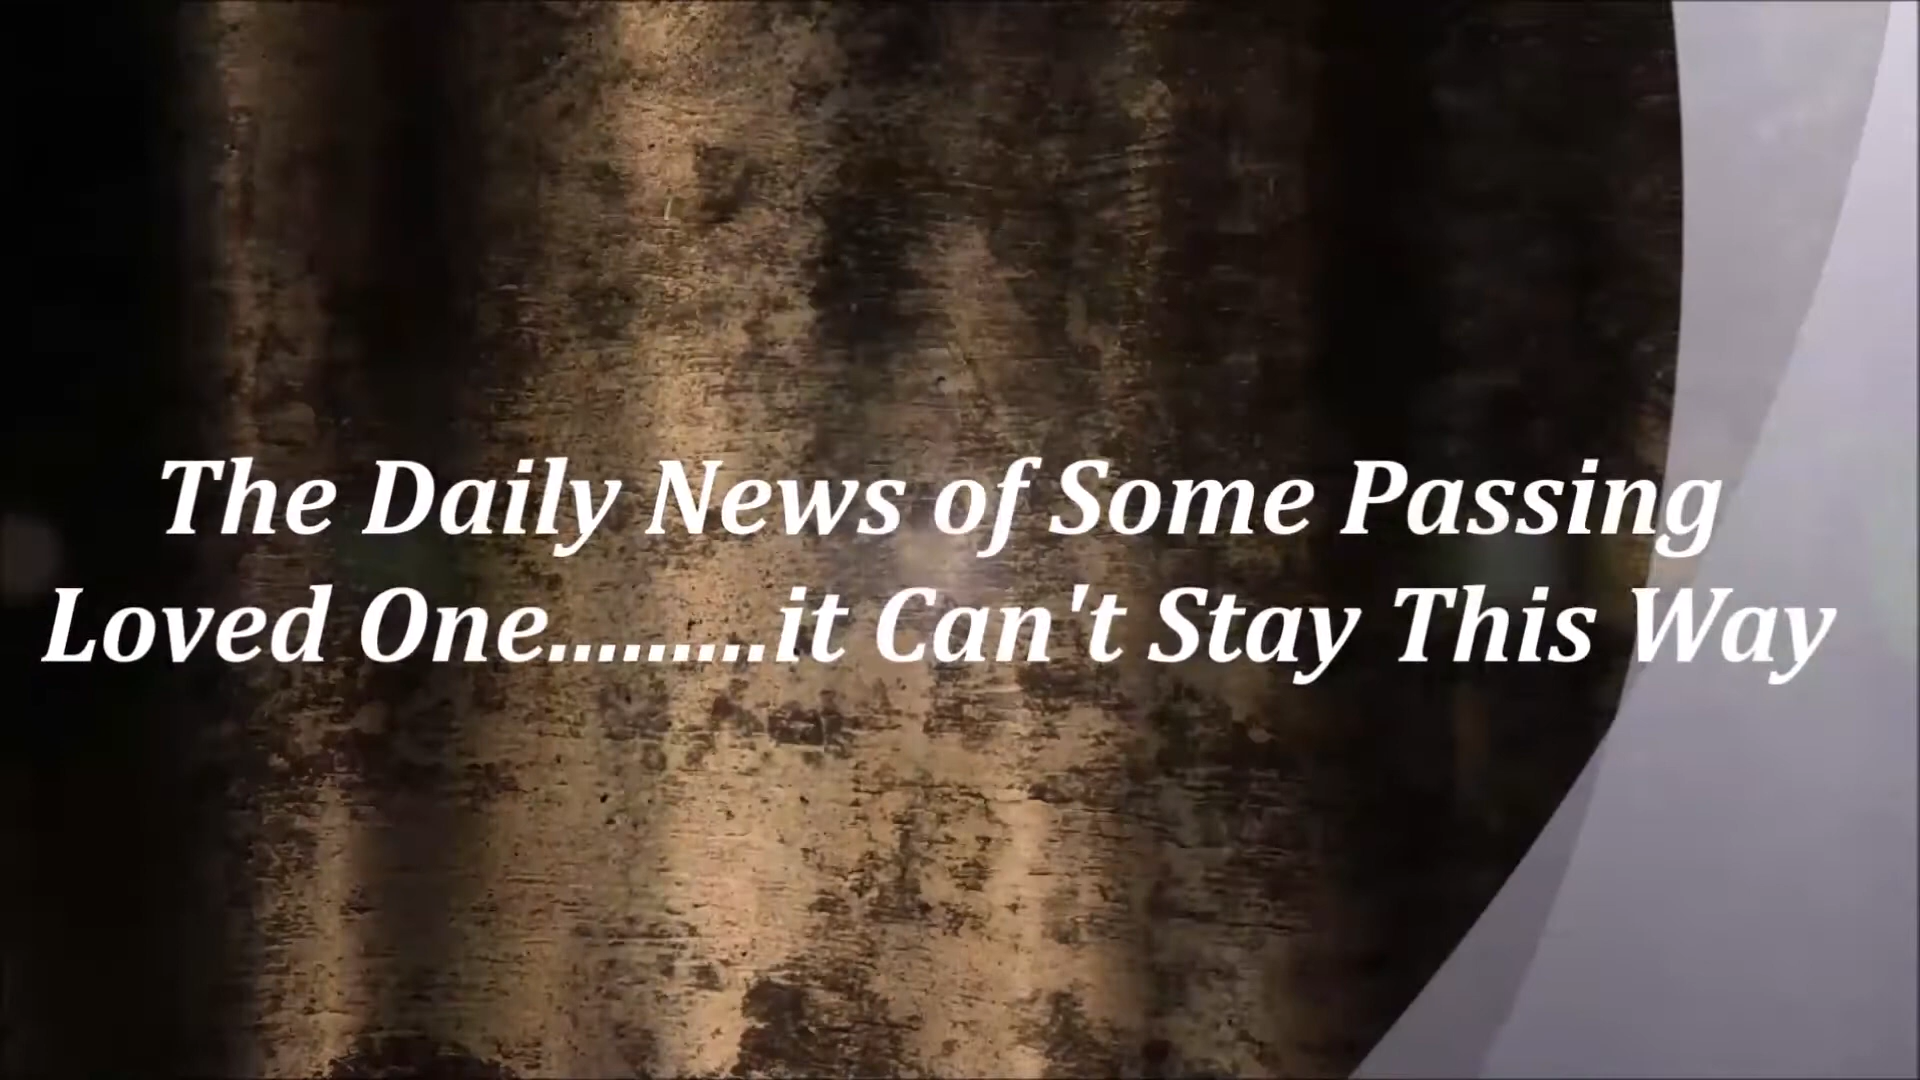 The Daily News of Some Passing
Loved One.........it Can't Stay This Way